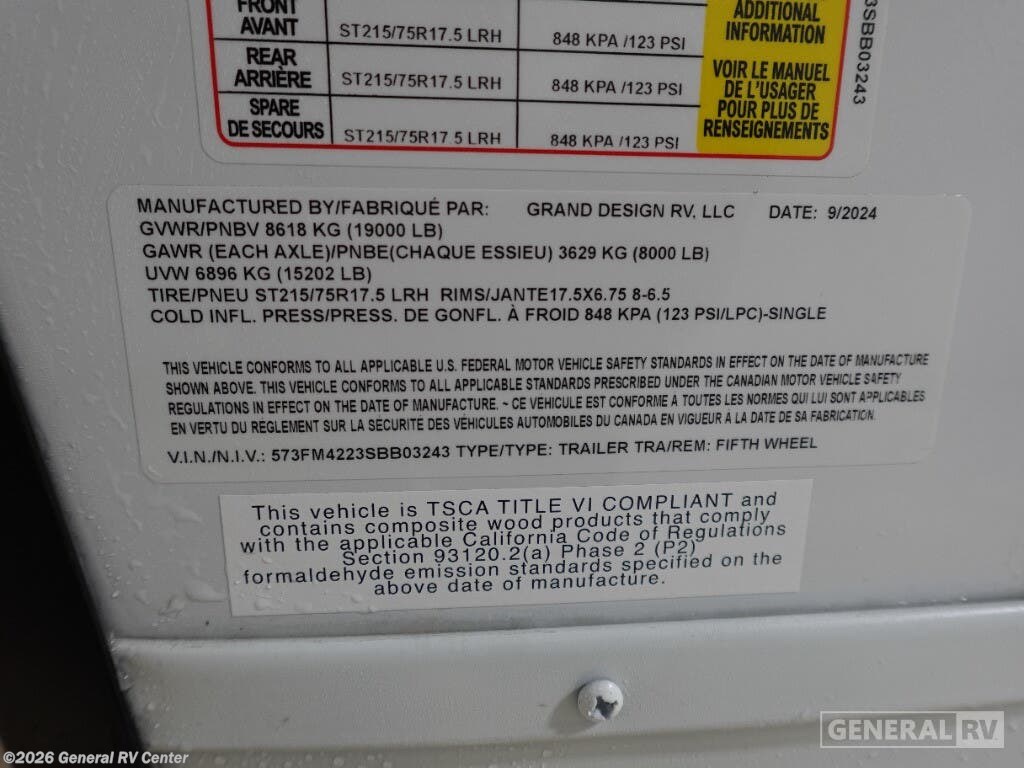 FRONT
AVANT ST215/75R17.5 LRH 848 KPA /123 PSI
REAR
ARRIÈRE ST215/75R17.5 LRH 848 KPA /123 PSI
SPARE
DE SECOURS ST215/75R17.5 LRH 848 KPA /123 PSI
ADDITIONAL
INFORMATION
VOIR LE MANUEL
DE L'USAGER
POUR PLUS DE
RENSEIGNEMENTS
3SBB03243
MANUFACTURED BY/FABRIQUÉ PAR: GRAND DESIGN RV, LLC DATE: 9/2024
GVWR/PNBV 8618 KG (19000 LB)
GAWR (EACH AXLE)/PNBE(CHAQUE ESSIEU) 3629 KG (8000 LB)
UVW 6896 KG (15202 LB)
TIRE/PNEU ST215/75R17.5 LRH RIMS/JANTE17.5X6.75 8-6.5
COLD INFL. PRESS/PRESS. DE GONFL. À FROID 848 KPA (123 PSI/LPC)-SINGLE
THIS VEHICLE CONFORMS TO ALL APPLICABLE U.S. FEDERAL MOTOR VEHICLE SAFETY STANDARDS IN EFFECT ON THE DATE OF MANUFACTURE
SHOWN ABOVE. THIS VEHICLE CONFORMS TO ALL APPLICABLE STANDARDS PRESCRIBED UNDER THE CANADIAN MOTOR VEHICLE SAFETY
REGULATIONS IN EFFECT ON THE DATE OF MANUFACTURE. ~ CE VEHICULE EST CONFORME A TOUTES LES NORMES QUI LUI SONT APPLICABLES
EN VERTU DU RÉGLEMENT SUR LA SECURITE DES VÉHICULES AUTOMOBILES DU CANADA EN VIGUEUR A LA DATE DE SA FABRICATION.
V.I.N./N.I.V.: 573FM4223SBB03243 TYPE/TYPE: TRAILER TRA/REM: FIFTH WHEEL
This vehicle is TSCA TITLE VI COMPLIANT and
contains composite wood products that comply
with the applicable California Code of Regulations
Section 93120.2(a) Phase 2 (P2)
formaldehyde emission standards specified on the
above date of manufacture.
GENERAL RV
©2026 General RV Center